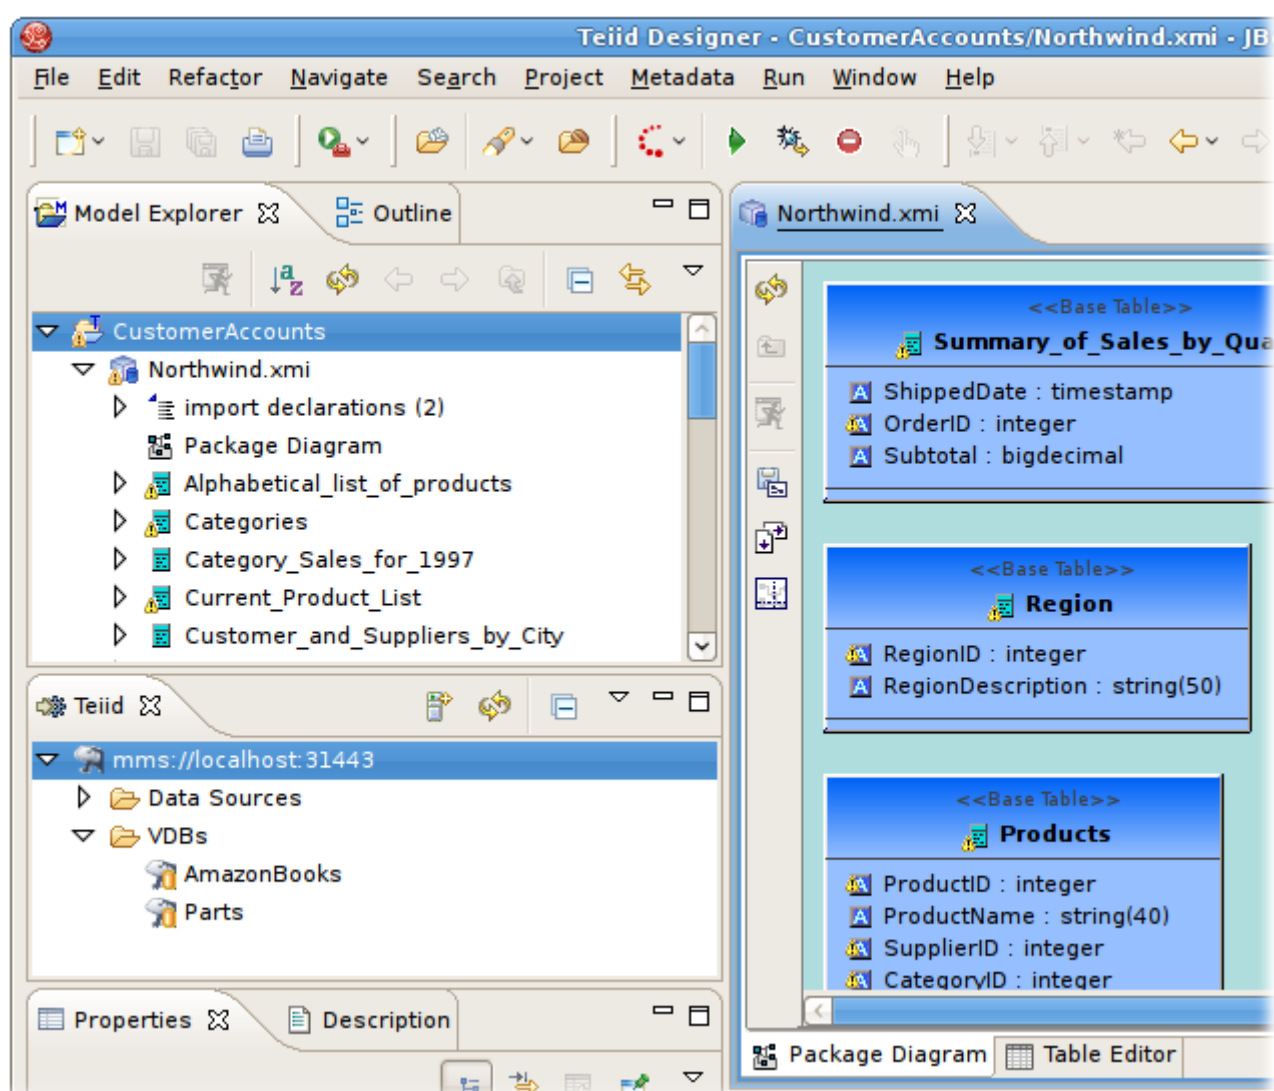 Teiid Designer - CustomerAccounts/Northwind.xmi - JB
File Edit Refactor Navigate Search Project Metadata Run Window Help
Model Explorer
Outline
a
z
CustomerAccounts
Northwind.xmi
import declarations (2)
Package Diagram
Alphabetical_list_of_products
Categories
Category_Sales_for_1997
Current_Product_List
Customer_and_Suppliers_by_City
Teiid
mms://localhost:31443
Data Sources
VDBs
AmazonBooks
Parts
Properties
Description
Northwind.xmi
<<Base Table>>
Summary_of_Sales_by_Qua
ShippedDate : timestamp
OrderID : integer
Subtotal : bigdecimal
<<Base Table>>
Region
RegionID : integer
RegionDescription : string(50)
<<Base Table>>
Products
ProductID : integer
ProductName : string(40)
SupplierID : integer
CategoryID : integer
Package Diagram
Table Editor